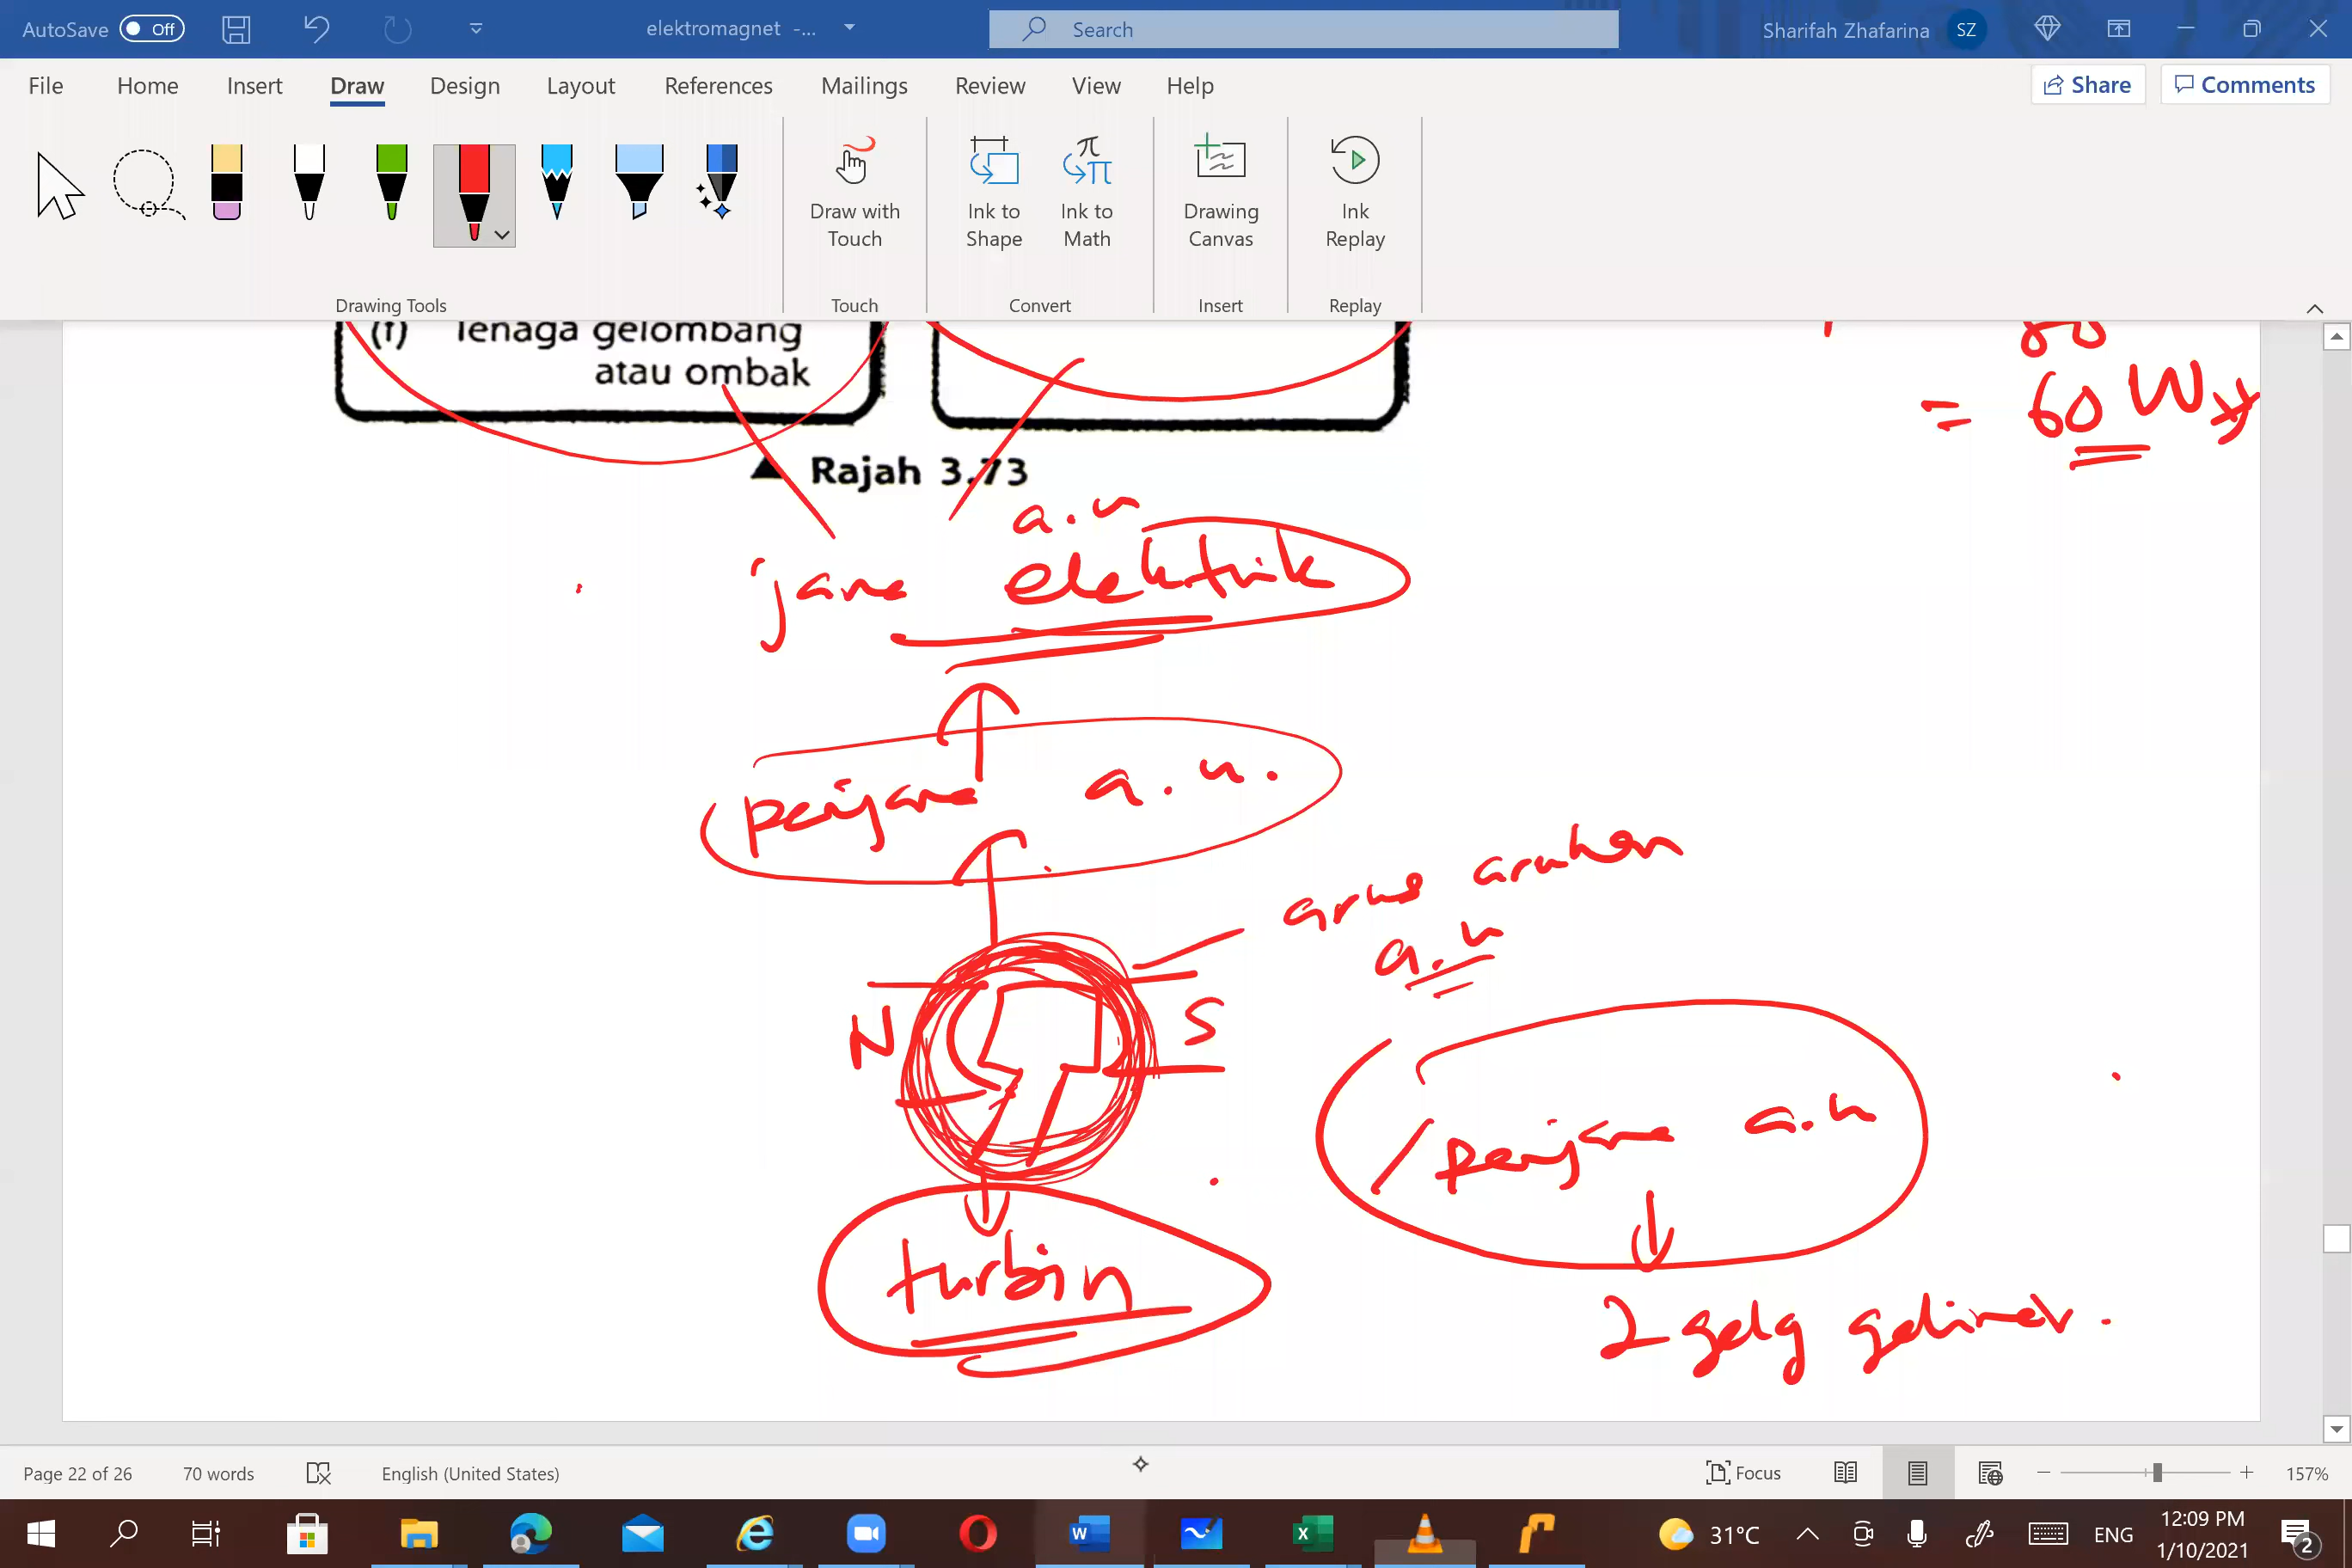 AutoSave Off
elektromagnet -...
Search
Sharifah Zhafarina SZ
File Home Insert Draw Design Layout References Mailings Review View Help
Share Comments
Draw with Touch
Ink to Shape
Ink to Math
Drawing Canvas
Ink Replay
Drawing Tools Touch Convert Insert Replay
(f) Tenaga gelombang
atau ombak
= 60 W
Rajah 3.73
a.u
jana elektrik
penjana a.u.
arus aruhan
a.u
N S
penjana a.u
turbin
2 gelg
Page 22 of 26 70 words English (United States) Focus 157%
31°C ENG 12:09 PM
1/10/2021
2